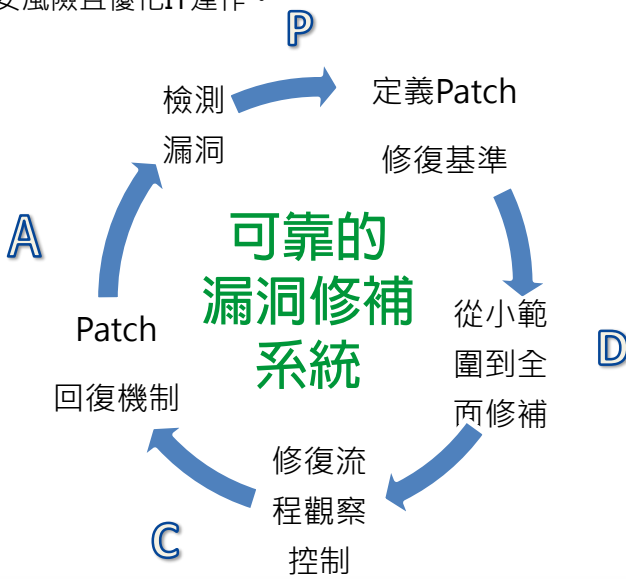 安風險且優化IT運作。
P
檢測
漏洞
定義Patch
修復基準
A
可靠的
漏洞修補
系統
從小範
圍到全
面修補
D
Patch
回復機制
修復流
程觀察
控制
C